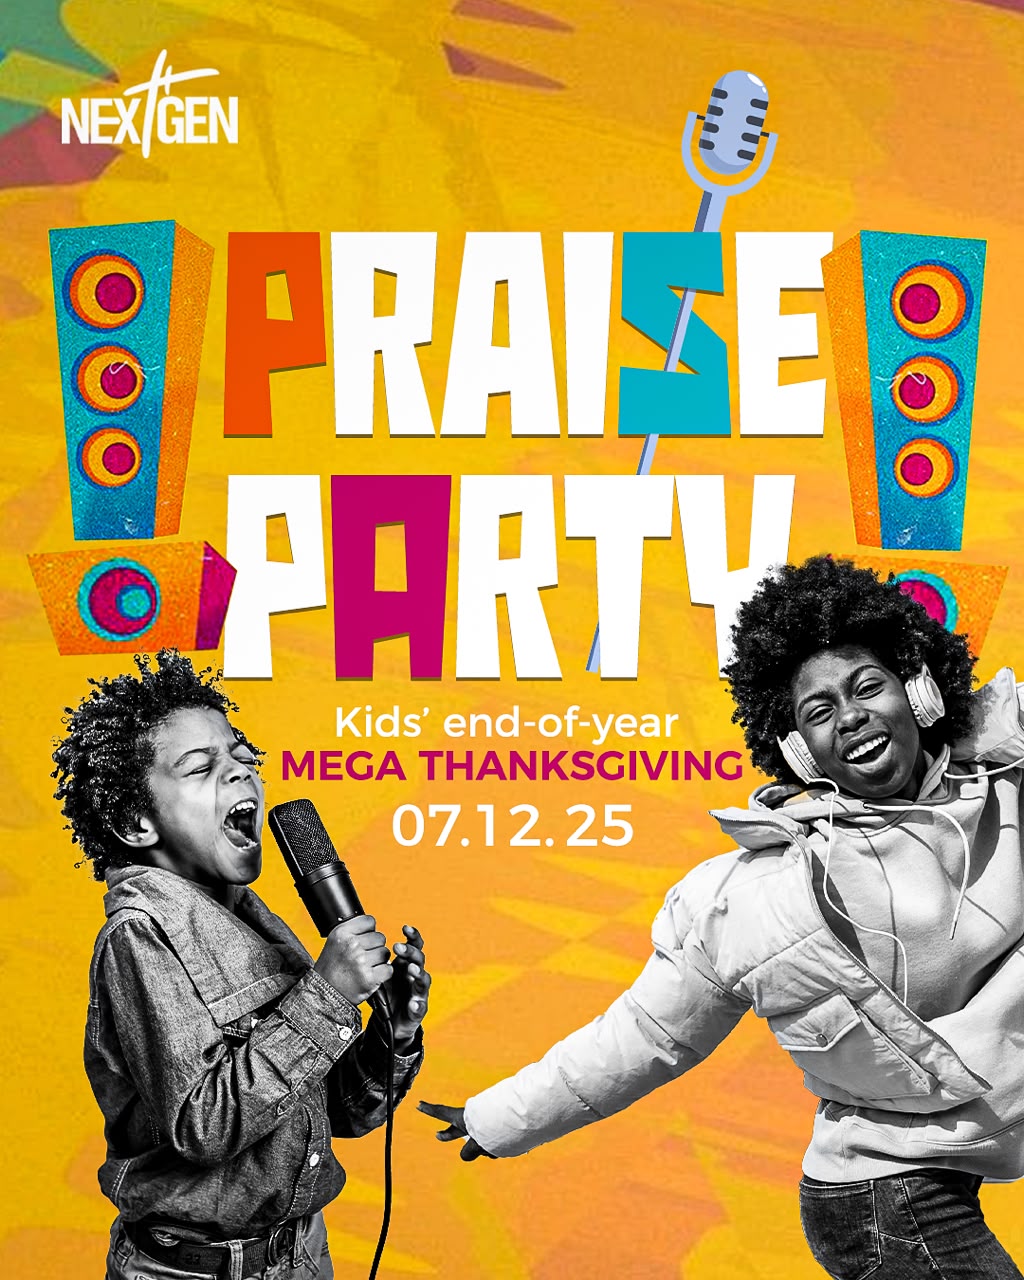 NEXTGEN
PRAISE
PARTY
Kids’ end-of-year
MEGA THANKSGIVING
07.12.25